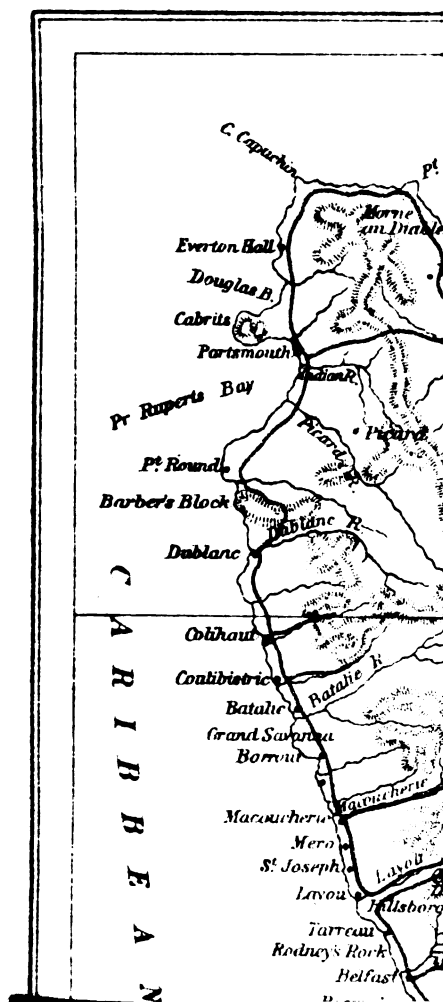 C. Capuchin
Pt
Morne
au Diable
Everton Hall
Douglas B.
Cabrits
Portsmouth
Indian R.
Pr Ruperts Bay
Picard R.
Picard
Pt. Round
Barber's Block
Dublanc R.
Dublanc
Colihaut
Coulibistric
Batalie R
Batalie
Grand Savanna
Borrout
Macoucherie
Macoucherie
Mero
St. Joseph
Layou
Layou
Hillsboro
Tarreau
Rodney's Rock
Belfast
CARIBBEAN